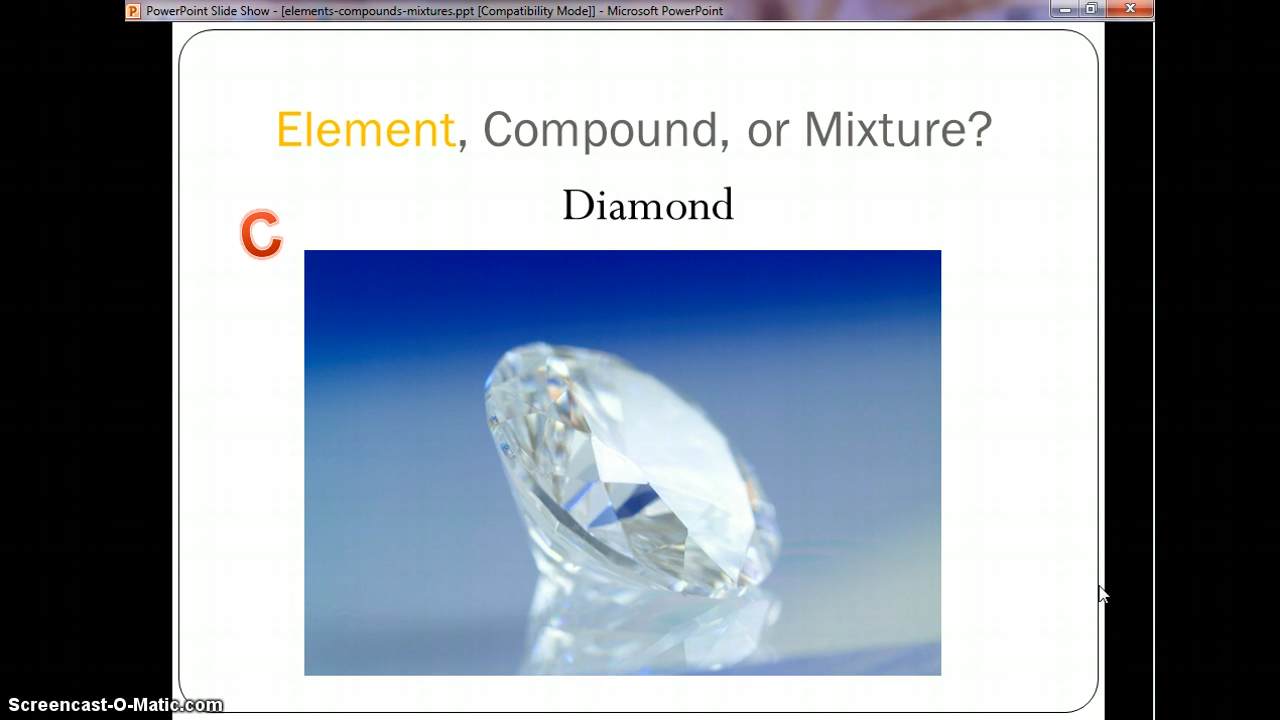 PowerPoint Slide Show - [elements-compounds-mixtures.ppt [Compatibility Mode]] - Microsoft PowerPoint
Element, Compound, or Mixture?
Diamond
C
Screencast-O-Matic.com